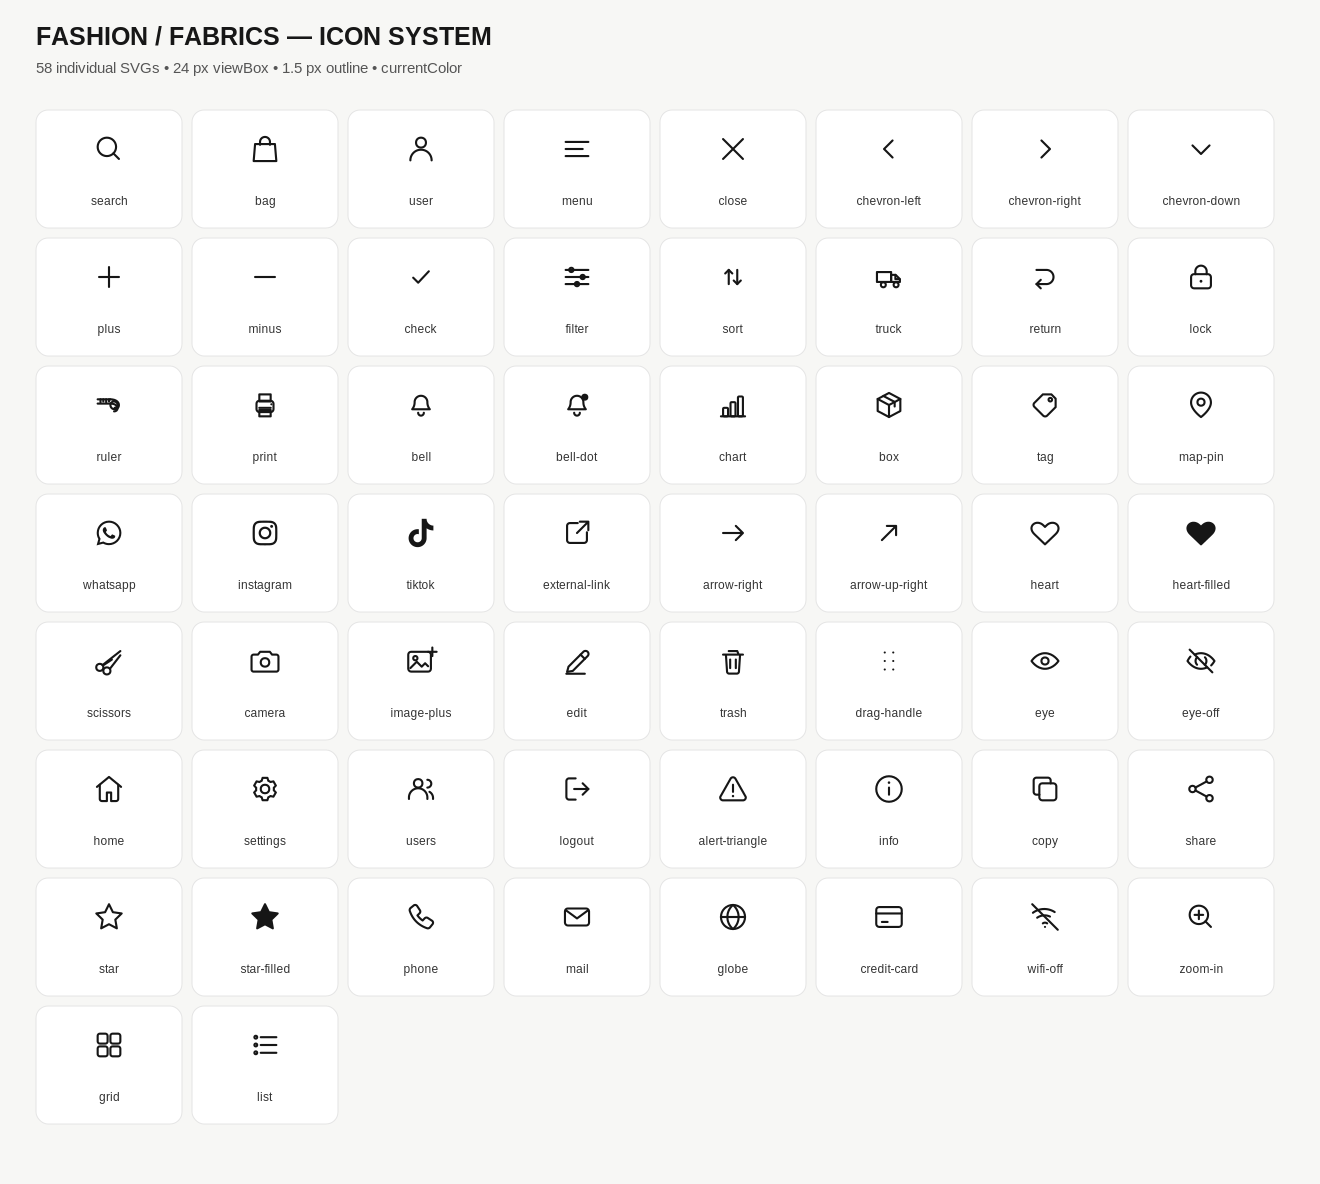 FASHION / FABRICS — ICON SYSTEM
58 individual SVGs • 24 px viewBox • 1.5 px outline • currentColor
search bag user menu close chevron-left chevron-right chevron-down
plus minus check filter sort truck return lock
ruler print bell bell-dot chart box tag map-pin
whatsapp instagram tiktok external-link arrow-right arrow-up-right heart heart-filled
scissors camera image-plus edit trash drag-handle eye eye-off
home settings users logout alert-triangle info copy share
star star-filled phone mail globe credit-card wifi-off zoom-in
grid list